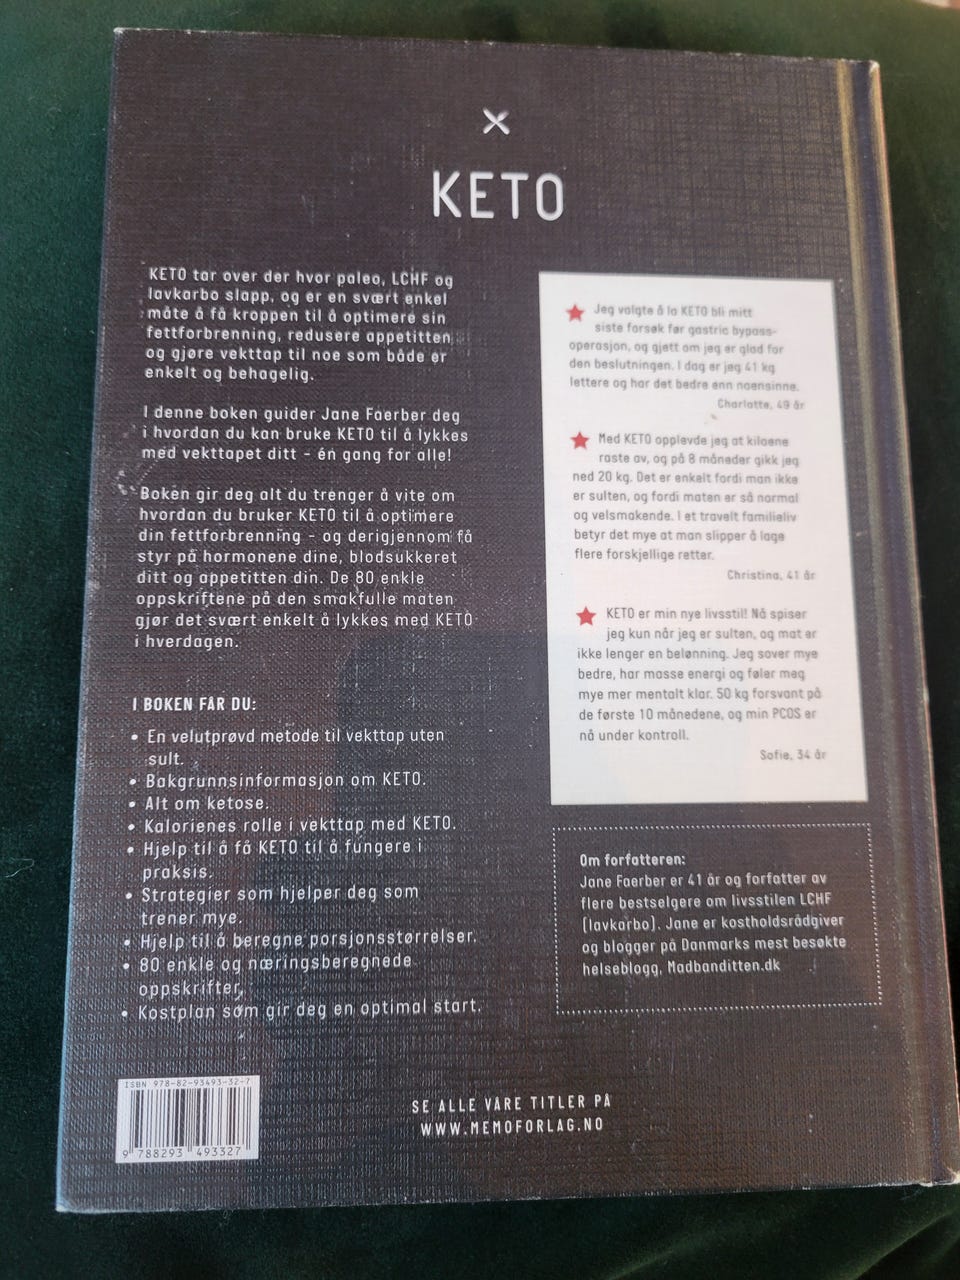 KETO
KETO tar over der hvor paleo, LCHF og
lavkarbo slapp, og er en svært enkel
måte å få kroppen til å optimere sin
fettforbrenning, redusere appetitten
og gjøre vekttap til noe som både er
enkelt og behagelig.
I denne boken guider Jane Faerber deg
i hvordan du kan bruke KETO til å lykkes
med vekttapet ditt - én gang for alle!
Boken gir deg alt du trenger å vite om
hvordan du bruker KETO til å optimere
din fettforbrenning - og derigjennom få
styr på hormonene dine, blodsukkeret
ditt og appetitten din. De 80 enkle
oppskriftene på den smakfulle maten
gjør det svært enkelt å lykkes med KETO
i hverdagen.
I BOKEN FÅR DU:
• En velutprøvd metode til vekttap uten
sult.
• Bakgrunnsinformasjon om KETO.
• Alt om ketose.
• Kalorienes rolle i vekttap med KETO.
• Hjelp til å få KETO til å fungere i
praksis.
• Strategier som hjelper deg som
trener mye.
• Hjelp til å beregne porsjonsstørrelser.
• 80 enkle og næringsberegnede
oppskrifter.
• Kostplan som gir deg en optimal start.
Jeg valgte å la KETO bli mitt
siste forsøk før gastric bypass-
operasjon, og gjett om jeg er glad for
den beslutningen. I dag er jeg 41 kg
lettere og har det bedre enn noensinne.
Charlotte, 49 år
Med KETO opplevde jeg at kiloene
raste av, og på 8 måneder gikk jeg
ned 20 kg. Det er enkelt fordi man ikke
er sulten, og fordi maten er så normal
og velsmakende. I et travelt familieliv
betyr det mye at man slipper å lage
flere forskjellige retter.
Christina, 41 år
KETO er min nye livsstil! Nå spiser
jeg kun når jeg er sulten, og mat er
ikke lenger en belønning. Jeg sover mye
bedre, har masse energi og føler meg
mye mer mentalt klar. 50 kg forsvant på
de første 10 månedene, og min PCOS er
nå under kontroll.
Sofie, 34 år
Om forfatteren:
Jane Faerber er 41 år og forfatter av
flere bestselgere om livsstilen LCHF
(lavkarbo). Jane er kostholdsrådgiver
og blogger på Danmarks mest besøkte
helseblogg, Madbanditten.dk
ISBN 978-82-93493-32-7
9 788293 493327
SE ALLE VÅRE TITLER PÅ
WWW.MEMOFORLAG.NO